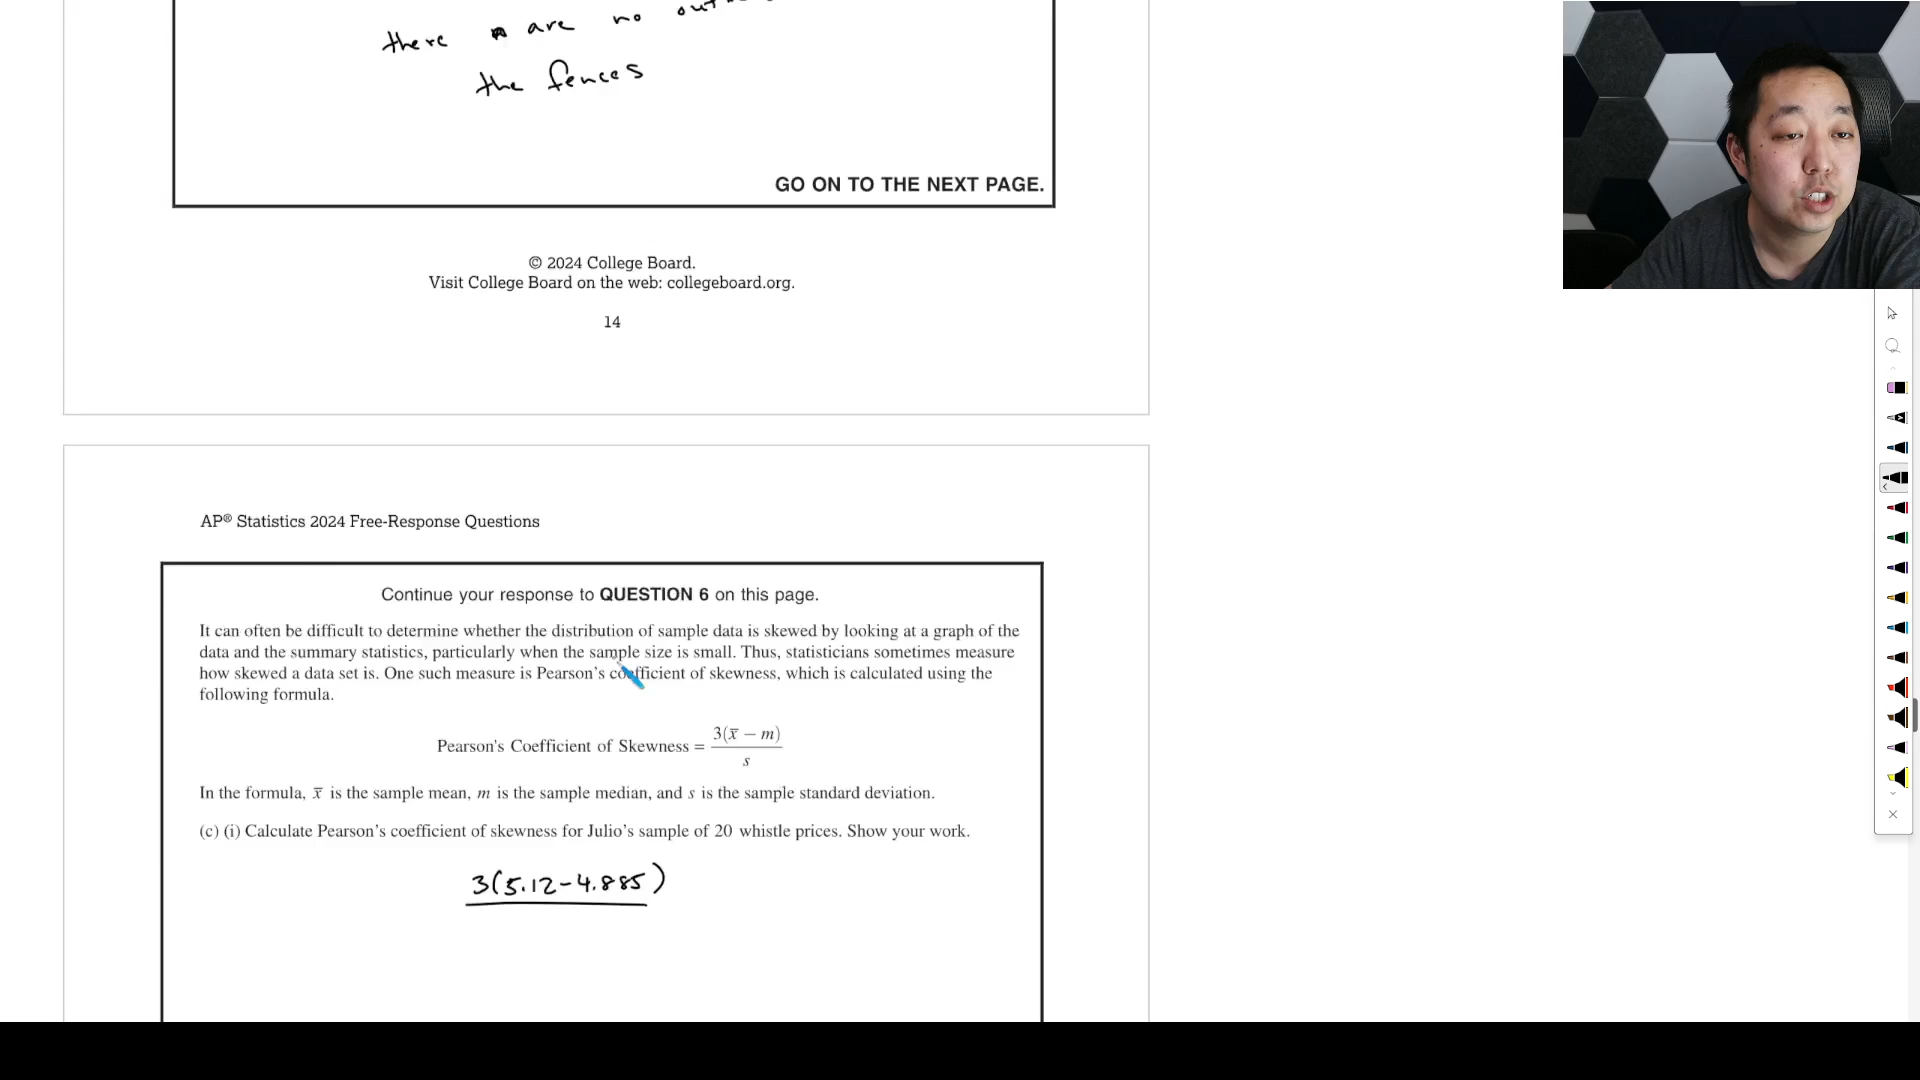 there are no
the fences
GO ON TO THE NEXT PAGE.
© 2024 College Board.
Visit College Board on the web: collegeboard.org.
14
AP® Statistics 2024 Free-Response Questions
Continue your response to QUESTION 6 on this page.
It can often be difficult to determine whether the distribution of sample data is skewed by looking at a graph of the
data and the summary statistics, particularly when the sample size is small. Thus, statisticians sometimes measure
how skewed a data set is. One such measure is Pearson's coefficient of skewness, which is calculated using the
following formula.
Pearson's Coefficient of Skewness = 3(x̅ − m) / s
In the formula, x̅ is the sample mean, m is the sample median, and s is the sample standard deviation.
(c) (i) Calculate Pearson's coefficient of skewness for Julio's sample of 20 whistle prices. Show your work.
3(5.12-4.885)